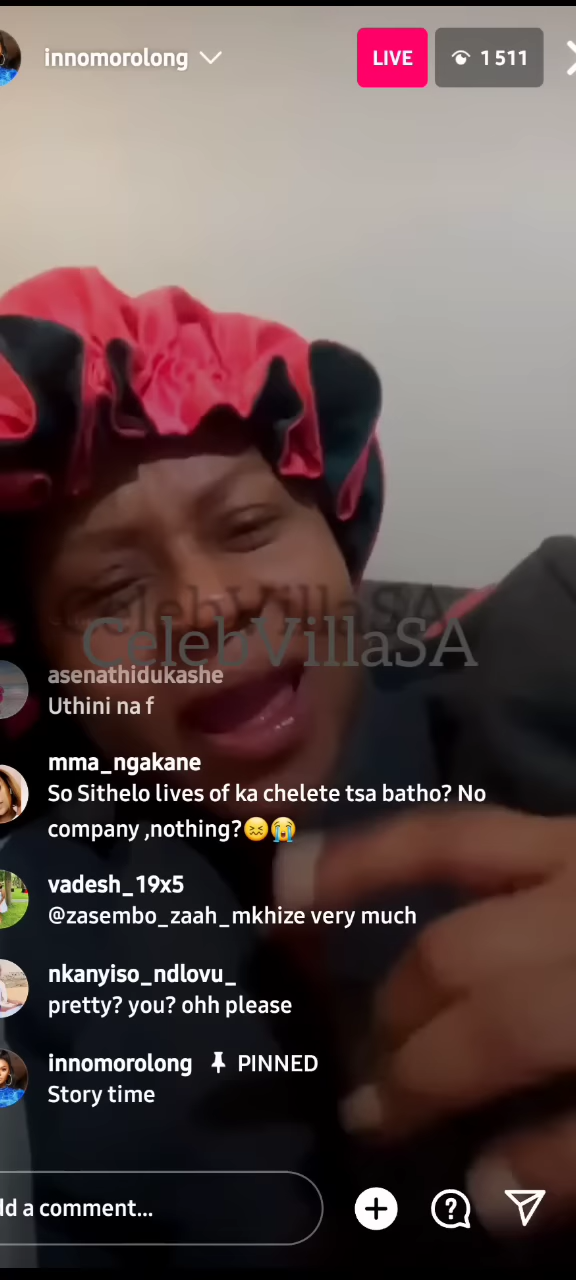 innomorolong
LIVE
1 511
CelebVillaSA
CelebVillaSA
asenathidukashe
Uthini na f
mma_ngakane
So Sithelo lives of ka chelete tsa batho? No
company ,nothing?😖😭
vadesh_19x5
@zasembo_zaah_mkhize very much
nkanyiso_ndlovu_
pretty? you? ohh please
innomorolong PINNED
Story time
dd a comment...